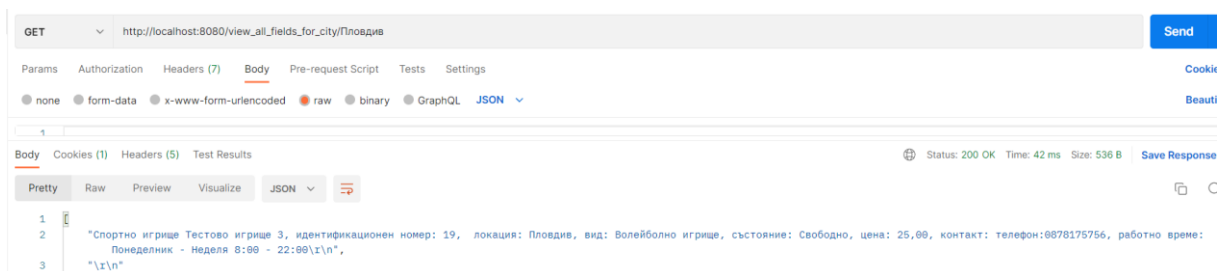 GET http://localhost:8080/view_all_fields_for_city/Пловдив Send
Params Authorization Headers (7) Body Pre-request Script Tests Settings Cookie
none form-data x-www-form-urlencoded raw binary GraphQL JSON Beauti
1
Body Cookies (1) Headers (5) Test Results Status: 200 OK Time: 42 ms Size: 536 B Save Response
Pretty Raw Preview Visualize JSON
1 [
2 "Спортно игрище Тестово игрище 3, идентификационен номер: 19, локация: Пловдив, вид: Волейболно игрище, състояние: Свободно, цена: 25,00, контакт: телефон:0878175756, работно време:
Понеделник - Неделя 8:00 - 22:00\r\n",
3 "\r\n"